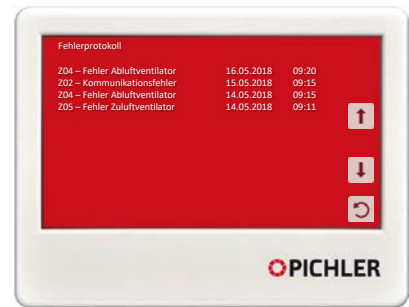 Fehlerprotokoll
Z04 – Fehler Abluftventilator 16.05.2018 09:20
Z02 – Kommunikationsfehler 15.05.2018 09:15
Z04 – Fehler Abluftventilator 14.05.2018 09:15
Z05 – Fehler Zuluftventilator 14.05.2018 09:11
PICHLER